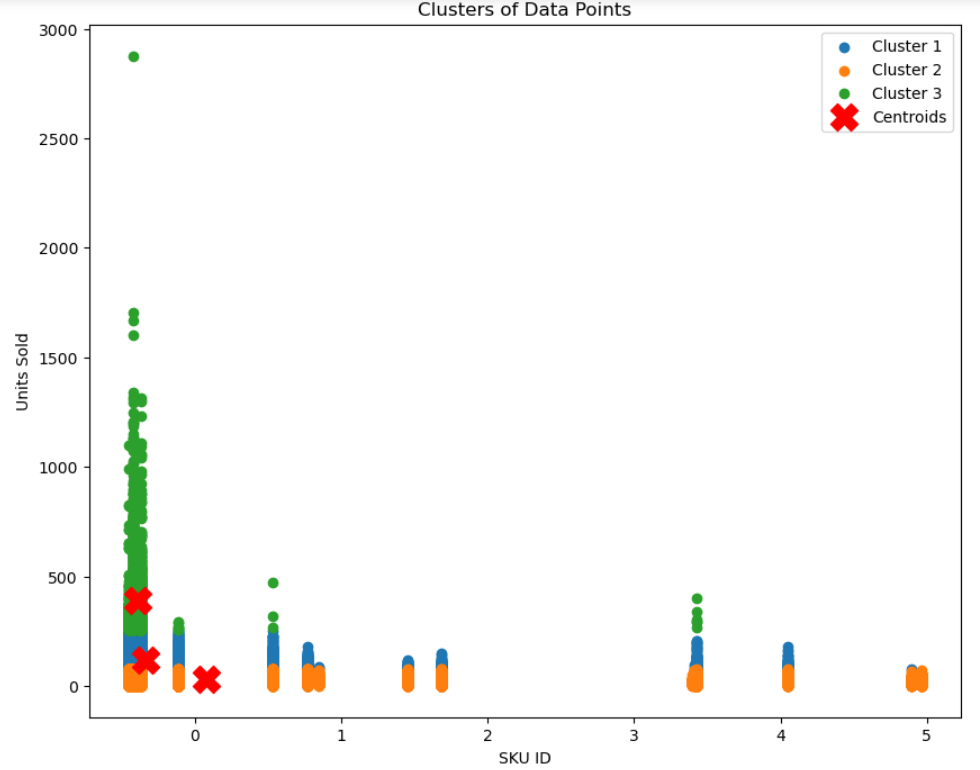 Clusters of Data Points
Cluster 1
Cluster 2
Cluster 3
Centroids
3000
2500
2000
1500
1000
500
0
Units Sold
0 1 2 3 4 5
SKU ID